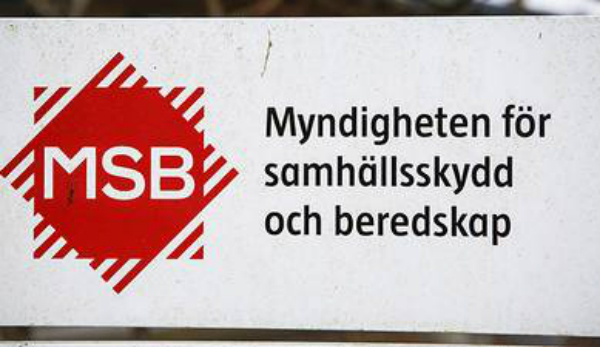 MSB
Myndigheten för
samhällsskydd
och beredskap